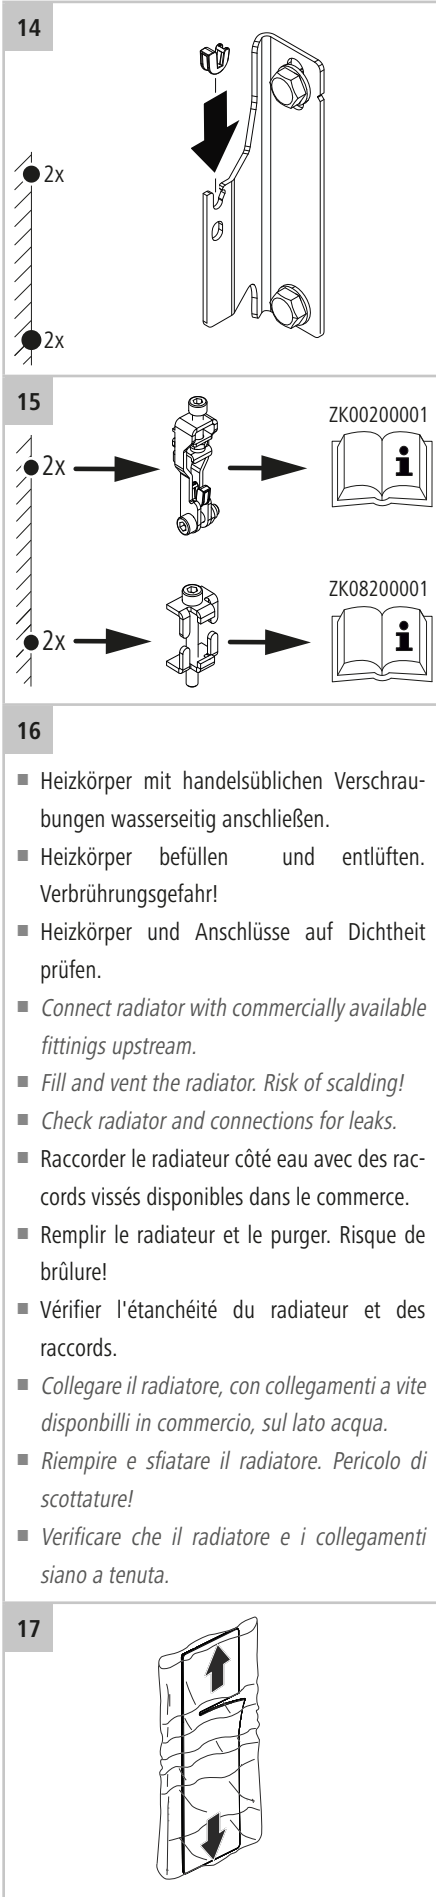 14
2x
2x
15
2x
ZK00200001
i
2x
ZK08200001
i
16
■ Heizkörper mit handelsüblichen Verschrau-
bungen wasserseitig anschließen.
■ Heizkörper befüllen und entlüften.
Verbrührungsgefahr!
■ Heizkörper und Anschlüsse auf Dichtheit
prüfen.
■ Connect radiator with commercially available
fittinigs upstream.
■ Fill and vent the radiator. Risk of scalding!
■ Check radiator and connections for leaks.
■ Raccorder le radiateur côté eau avec des rac-
cords vissés disponibles dans le commerce.
■ Remplir le radiateur et le purger. Risque de
brûlure!
■ Vérifier l'étanchéité du radiateur et des
raccords.
■ Collegare il radiatore, con collegamenti a vite
disponbilli in commercio, sul lato acqua.
■ Riempire e sfiatare il radiatore. Pericolo di
scottature!
■ Verificare che il radiatore e i collegamenti
siano a tenuta.
17